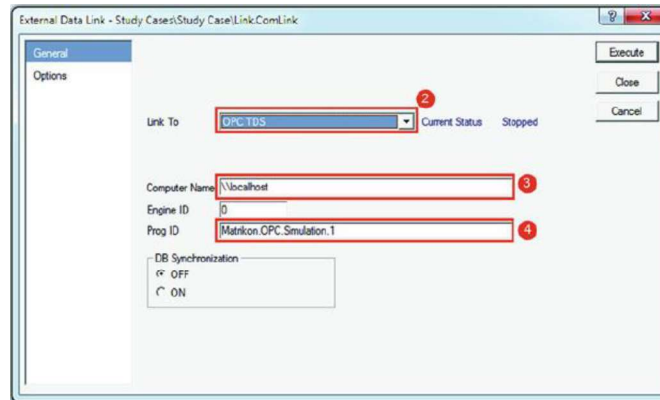 External Data Link - Study Cases\Study Case\Link.ComLink
General
Options
Execute
Close
Cancel
2
Link To OPC TDS Current Status Stopped
Computer Name \\localhost 3
Engine ID 0
Prog ID Matrikon.OPC.Simulation.1 4
DB Synchronization
OFF
ON